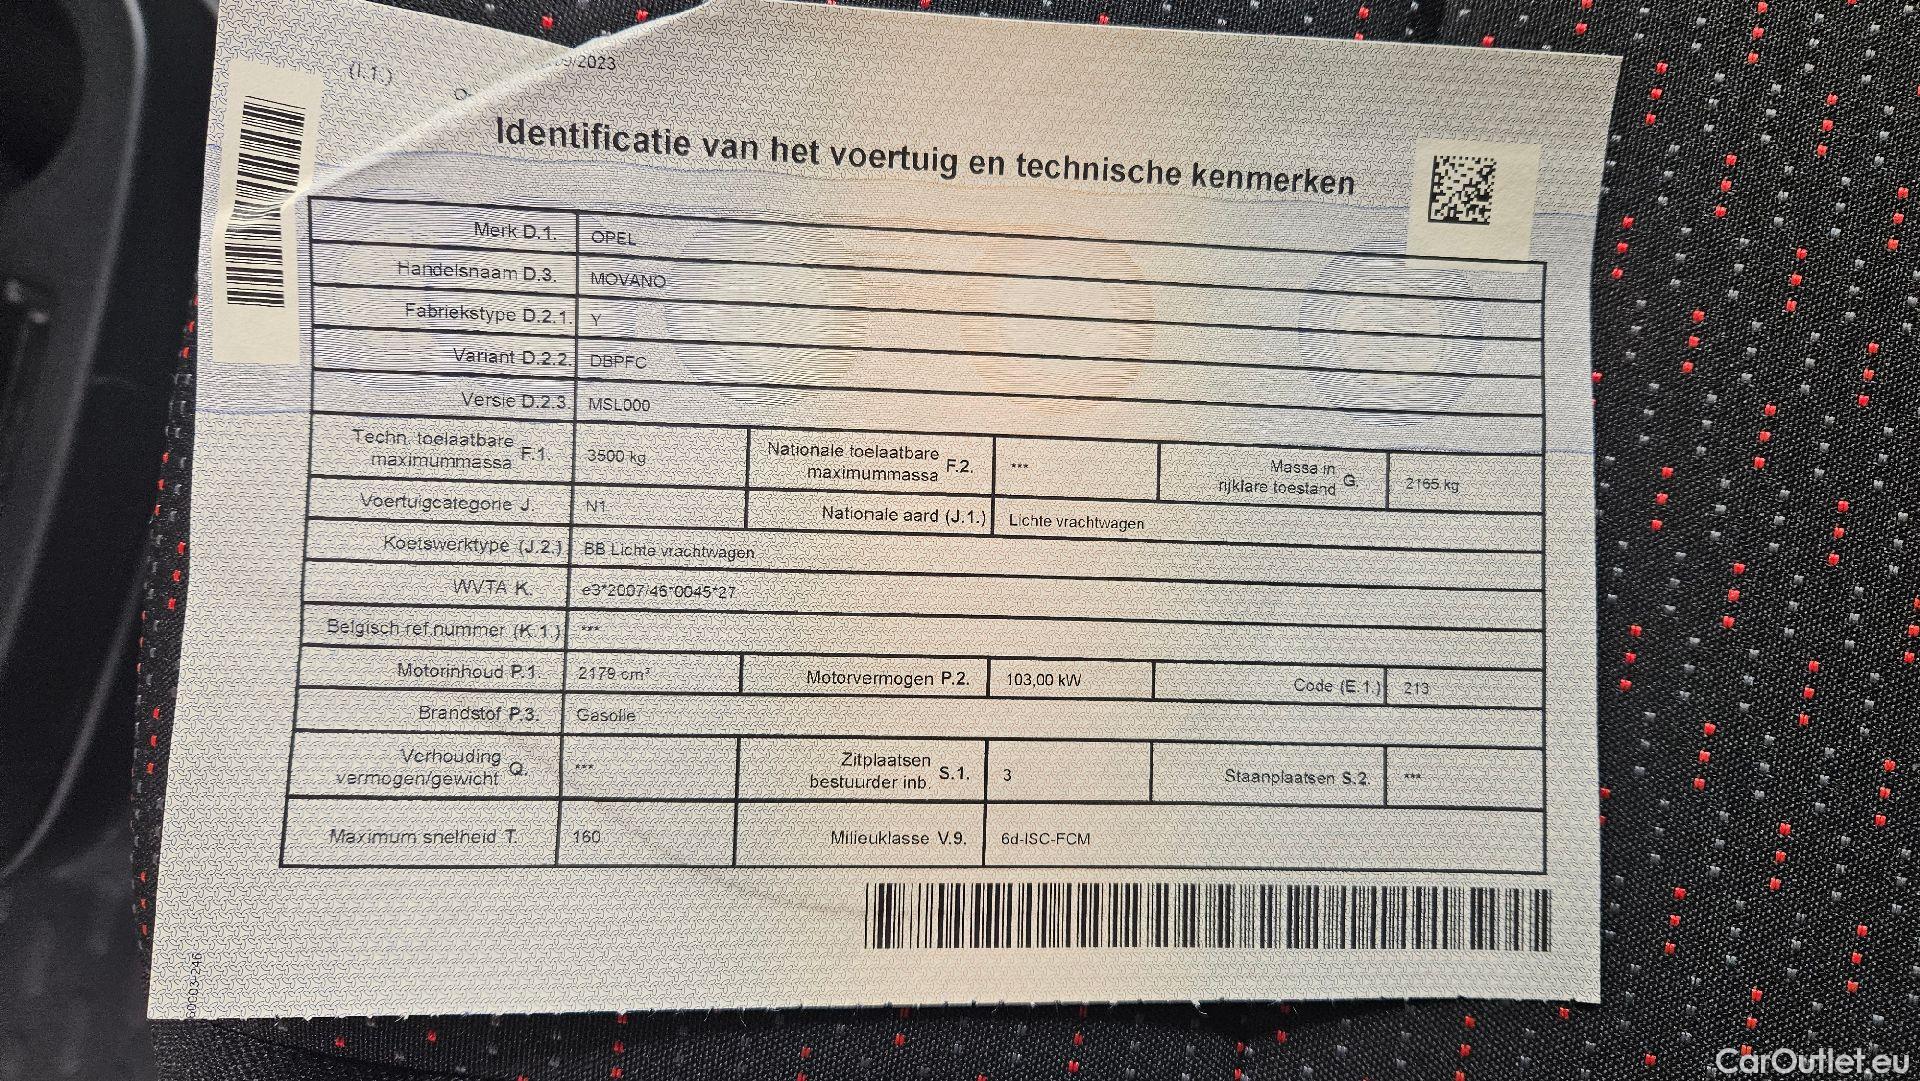 (I.1.)
/2023
Identificatie van het voertuig en technische kenmerken
Merk D.1. OPEL
Handelsnaam D.3. MOVANO
Fabriekstype D.2.1. Y
Variant D.2.2. DBPFC
Versie D.2.3. MSL000
Techn. toelaatbare maximummassa F.1. 3500 kg Nationale toelaatbare maximummassa F.2. *** Massa in rijklare toestand G. 2165 kg
Voertuigcategorie J. N1 Nationale aard (J.1.) Lichte vrachtwagen
Koetswerktype (J.2.) BB Lichte vrachtwagen
WVTA K. e3*2007/46*0045*27
Belgisch ref.nummer (K.1.) ***
Motorinhoud P.1. 2179 cm³ Motorvermogen P.2. 103,00 kW Code (E.1.) 213
Brandstof P.3. Gasolie
Verhouding vermogen/gewicht Q. *** Zitplaatsen bestuurder inb. S.1. 3 Staanplaatsen S.2. ***
Maximum snelheid T. 160 Milieuklasse V.9. 6d-ISC-FCM
60003-246
CarOutlet.eu